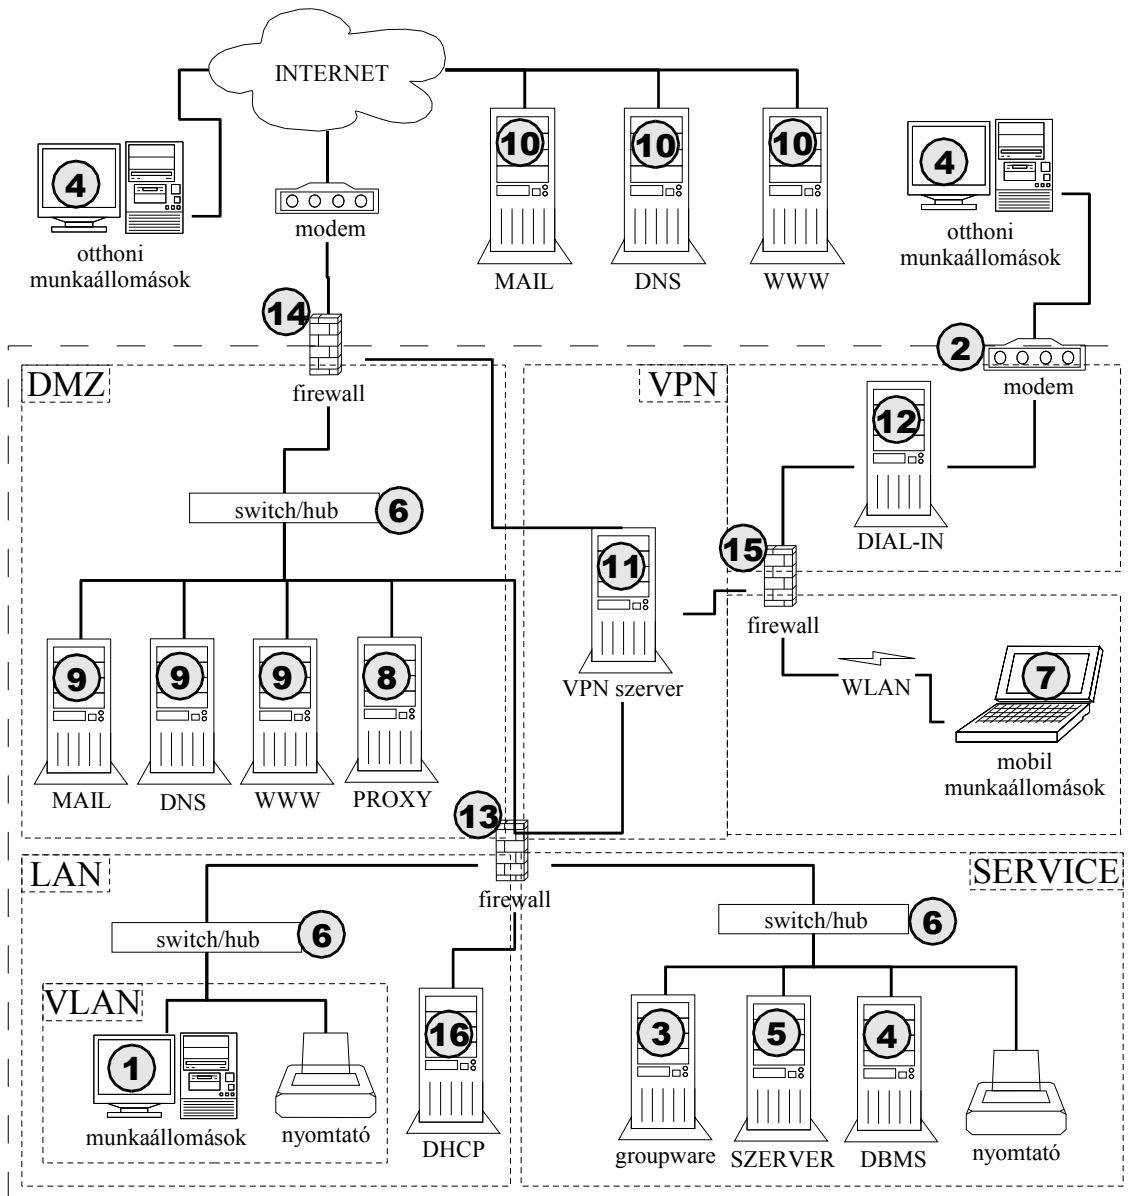 INTERNET
10
10
10
4
4
modem
otthoni
munkaállomások
otthoni
munkaállomások
MAIL
DNS
WWW
14
2
DMZ
firewall
VPN
modem
12
switch/hub
6
DIAL-IN
15
11
firewall
9
9
9
8
VPN szerver
WLAN
7
mobil
munkaállomások
MAIL
DNS
WWW
PROXY
13
LAN
firewall
SERVICE
switch/hub
6
switch/hub
6
VLAN
1
16
3
5
4
munkaállomások
nyomtató
DHCP
groupware
SZERVER
DBMS
nyomtató